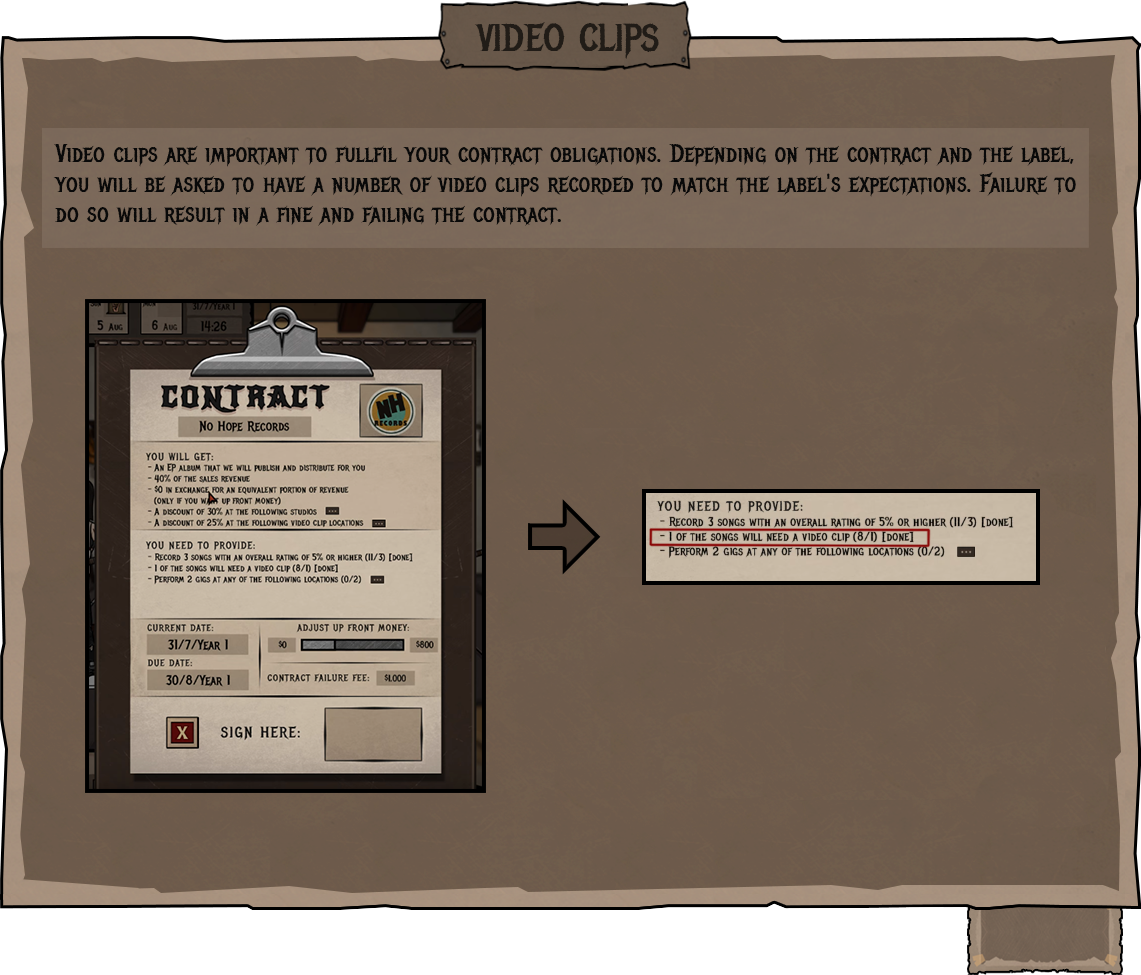 VIDEO CLIPS
VIDEO CLIPS ARE IMPORTANT TO FULLFIL YOUR CONTRACT OBLIGATIONS. DEPENDING ON THE CONTRACT AND THE LABEL,
YOU WILL BE ASKED TO HAVE A NUMBER OF VIDEO CLIPS RECORDED TO MATCH THE LABEL'S EXPECTATIONS. FAILURE TO
DO SO WILL RESULT IN A FINE AND FAILING THE CONTRACT.
31/7/YEAR 1
5 AUG
6 AUG
14:26
CONTRACT
NO HOPE RECORDS
NH
RECORDS
YOU WILL GET:
- AN EP ALBUM THAT WE WILL PUBLISH AND DISTRIBUTE FOR YOU
- 40% OF THE SALES REVENUE
- $0 IN EXCHANGE FOR AN EQUIVALENT PORTION OF REVENUE
(ONLY IF YOU WANT UP FRONT MONEY)
- A DISCOUNT OF 30% AT THE FOLLOWING STUDIOS ...
- A DISCOUNT OF 25% AT THE FOLLOWING VIDEO CLIP LOCATIONS ...
YOU NEED TO PROVIDE:
- RECORD 3 SONGS WITH AN OVERALL RATING OF 5% OR HIGHER (11/3) [DONE]
- 1 OF THE SONGS WILL NEED A VIDEO CLIP (8/1) [DONE]
- PERFORM 2 GIGS AT ANY OF THE FOLLOWING LOCATIONS (0/2) ...
CURRENT DATE:
31/7/YEAR 1
DUE DATE:
30/8/YEAR 1
ADJUST UP FRONT MONEY:
$0
$800
CONTRACT FAILURE FEE: $1.000
X
SIGN HERE:
YOU NEED TO PROVIDE:
- RECORD 3 SONGS WITH AN OVERALL RATING OF 5% OR HIGHER (11/3) [DONE]
- 1 OF THE SONGS WILL NEED A VIDEO CLIP (8/1) [DONE]
- PERFORM 2 GIGS AT ANY OF THE FOLLOWING LOCATIONS (0/2) ...